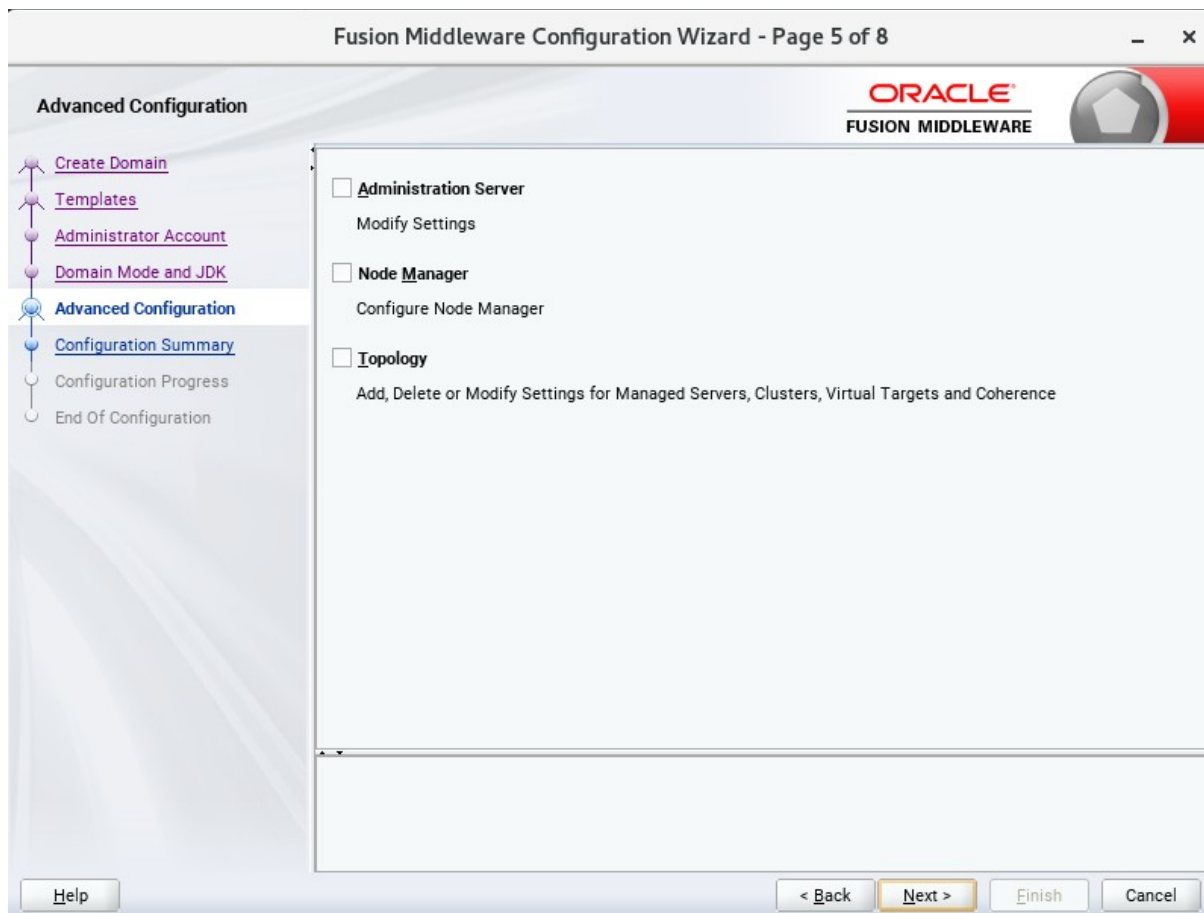 Fusion Middleware Configuration Wizard - Page 5 of 8
Advanced Configuration
ORACLE
FUSION MIDDLEWARE
Create Domain
Templates
Administrator Account
Domain Mode and JDK
Advanced Configuration
Configuration Summary
Configuration Progress
End Of Configuration
Administration Server
Modify Settings
Node Manager
Configure Node Manager
Topology
Add, Delete or Modify Settings for Managed Servers, Clusters, Virtual Targets and Coherence
Help
< Back
Next >
Finish
Cancel